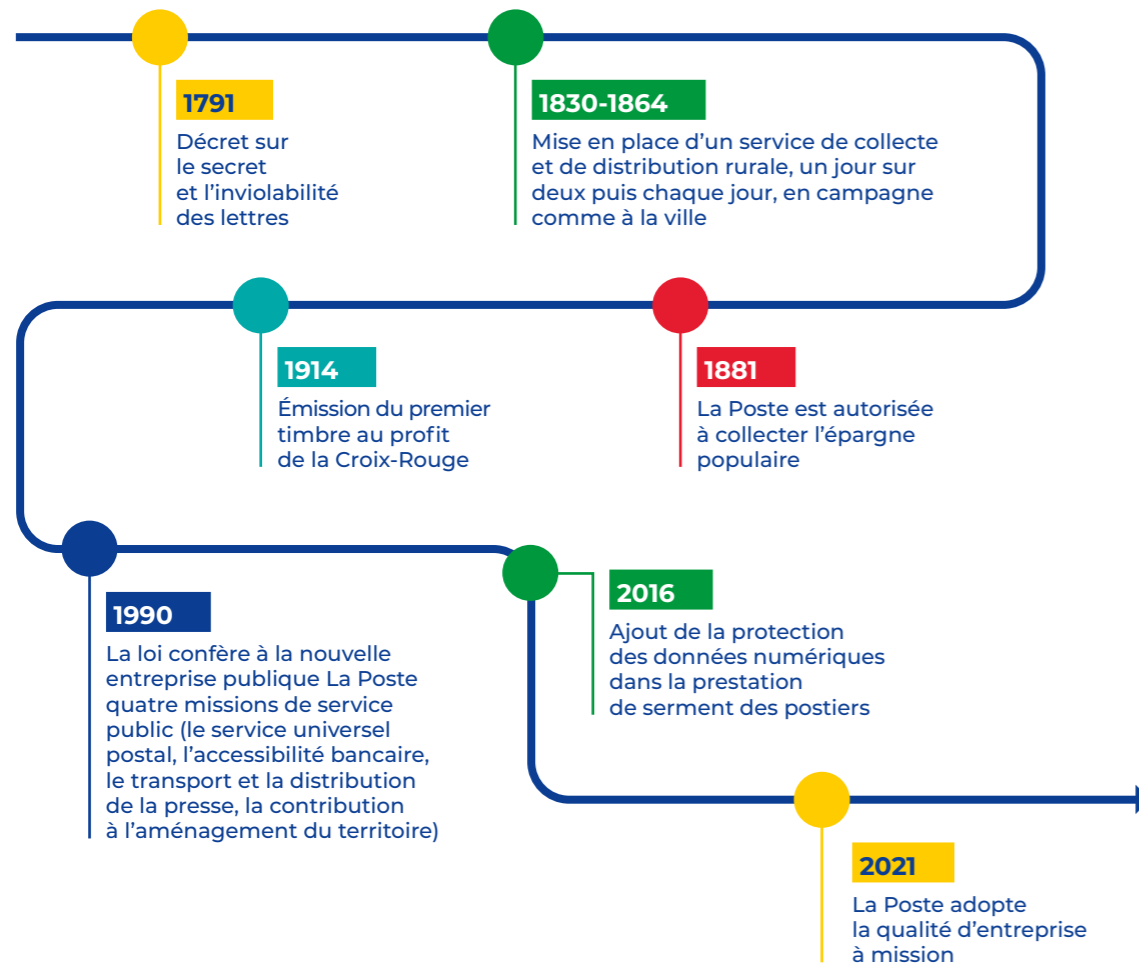 1791
Décret sur
le secret
et l’inviolabilité
des lettres
1830-1864
Mise en place d’un service de collecte
et de distribution rurale, un jour sur
deux puis chaque jour, en campagne
comme à la ville
1881
La Poste est autorisée
à collecter l’épargne
populaire
1914
Émission du premier
timbre au profit
de la Croix-Rouge
1990
La loi confère à la nouvelle
entreprise publique La Poste
quatre missions de service
public (le service universel
postal, l’accessibilité bancaire,
le transport et la distribution
de la presse, la contribution
à l’aménagement du territoire)
2016
Ajout de la protection
des données numériques
dans la prestation
de serment des postiers
2021
La Poste adopte
la qualité d’entreprise
à mission